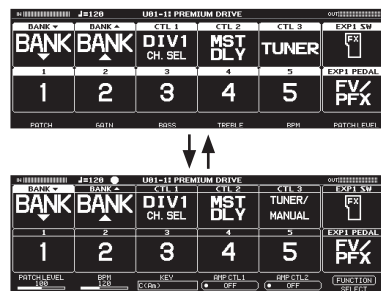 IN ♩=120 U01-1: PREMIUM DRIVE OUT
BANK ▼ BANK ▲ CTL 1 CTL 2 CTL 3 EXP1 SW
BANK BANK DIV1 CH. SEL MST DLY TUNER FX
1 2 3 4 5 EXP1 PEDAL
1 2 3 4 5 FV/PFX
PATCH GAIN BASS TREBLE BPM PATCH LEVEL
IN ♩=120 U01-1: PREMIUM DRIVE OUT
BANK ▼ BANK ▲ CTL 1 CTL 2 CTL 3 EXP1 SW
BANK BANK DIV1 CH. SEL MST DLY TUNER/MANUAL FX
1 2 3 4 5 EXP1 PEDAL
1 2 3 4 5 FV/PFX
PATCH LEVEL BPM KEY AMP CTL1 AMP CTL2 FUNCTION SELECT
100 120 C(Am) OFF OFF